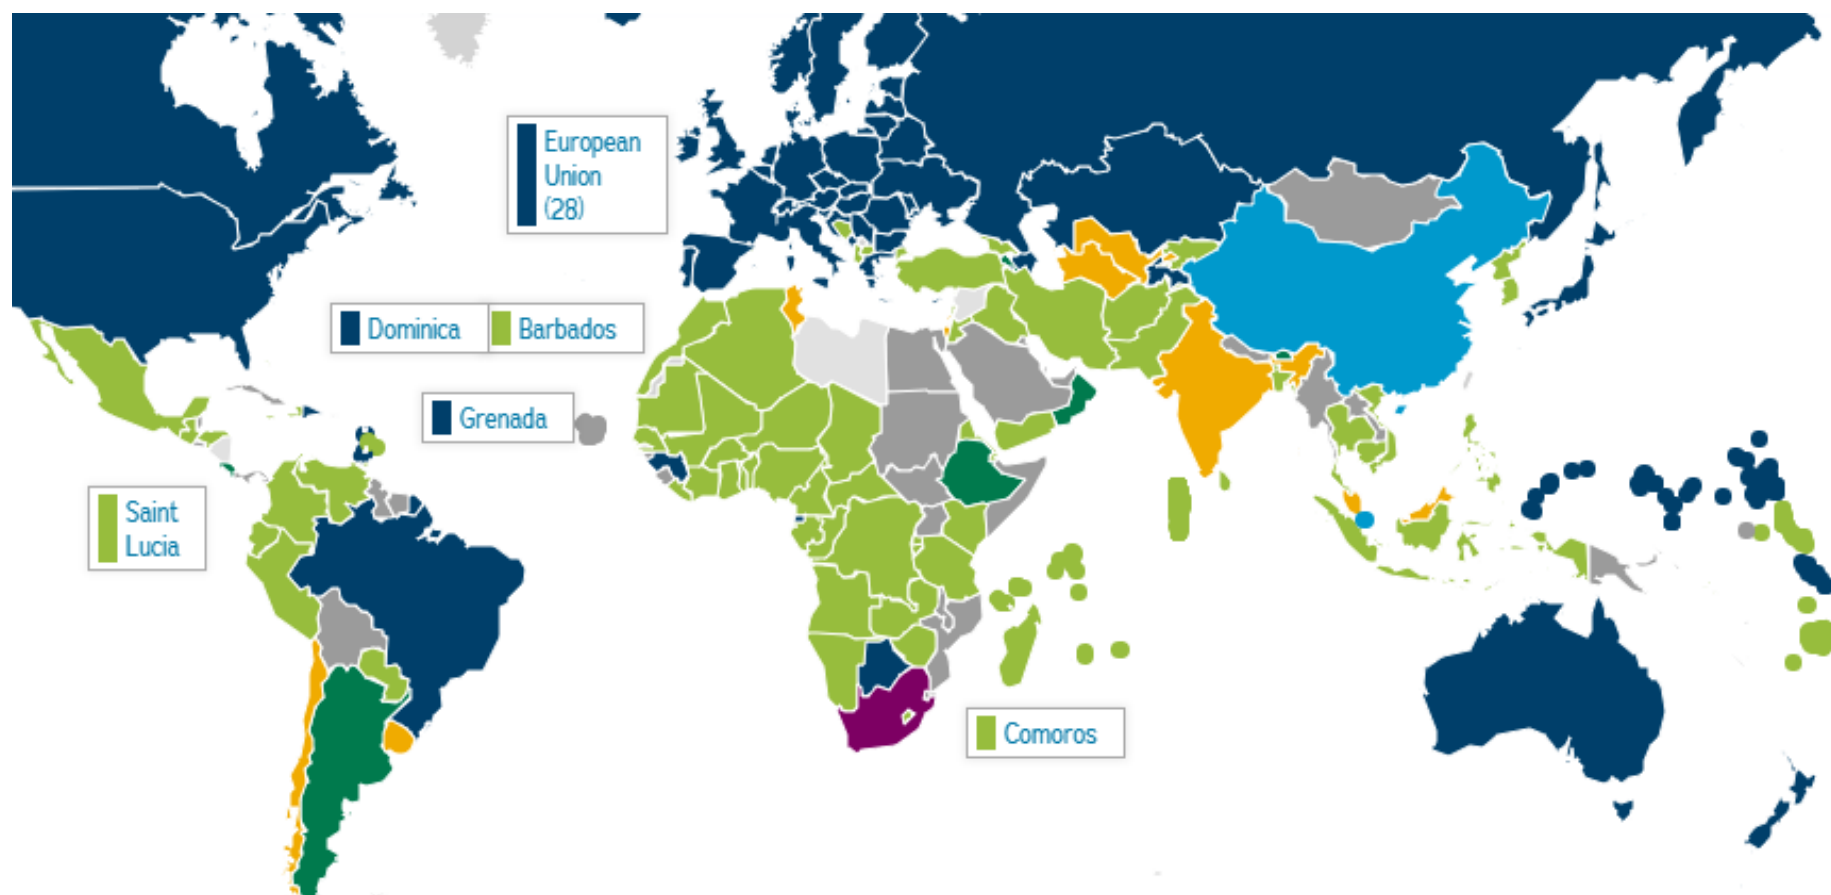 European
Union
(28)
Dominica
Barbados
Grenada
Saint
Lucia
Comoros